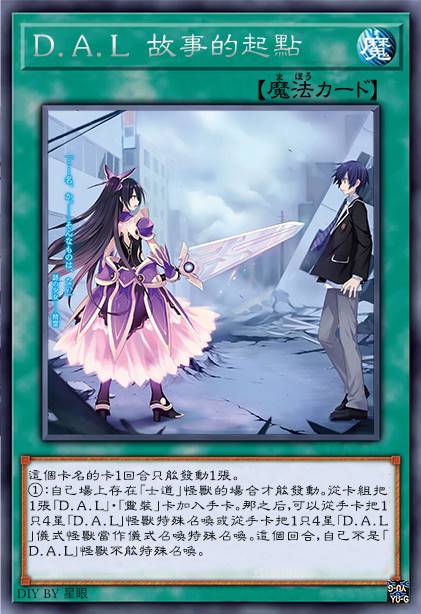 D.A.L 故事的起點
魔
【魔法カード】
ま ほう
「……名、か
這個卡名的卡1回合只能發動1張。
①:自己場上存在「士道」怪獸的場合才能發動。從卡組把
1張「D.A.L」・「靈裝」卡加入手卡。那之后,可以從手卡把1
只4星「D.A.L」怪獸特殊召喚或從手卡把1只4星「D.A.L
」儀式怪獸當作儀式召喚特殊召喚。這個回合,自己不是「
D.A.L」怪獸不能特殊召喚。
DIY BY 星眼
YU-G